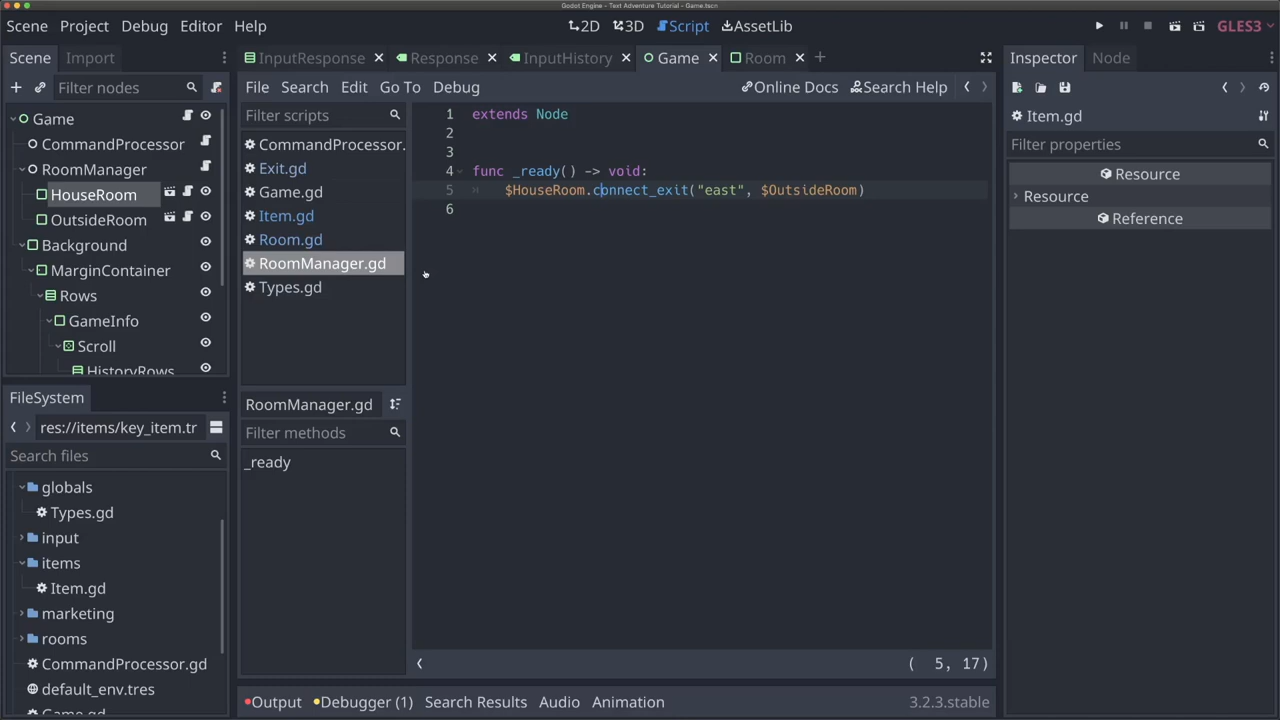 Godot Engine - Text Adventure Tutorial - Game.tscn
Scene Project Debug Editor Help 2D 3D Script AssetLib GLES3
Scene Import
Filter nodes
Game
CommandProcessor
RoomManager
HouseRoom
OutsideRoom
Background
MarginContainer
Rows
GameInfo
Scroll
HistoryRows
FileSystem
res://items/key_item.tr
Search files
globals
Types.gd
input
items
Item.gd
marketing
rooms
CommandProcessor.gd
default_env.tres
Game.gd
InputResponse Response InputHistory Game Room
File Search Edit Go To Debug Online Docs Search Help
Filter scripts
CommandProcessor.
Exit.gd
Game.gd
Item.gd
Room.gd
RoomManager.gd
Types.gd
RoomManager.gd
Filter methods
_ready
1 extends Node
2
3
4 func _ready() -> void:
5 $HouseRoom.connect_exit("east", $OutsideRoom)
6
( 5, 17)
Output Debugger (1) Search Results Audio Animation 3.2.3.stable
Inspector Node
Item.gd
Filter properties
Resource
Resource
Reference